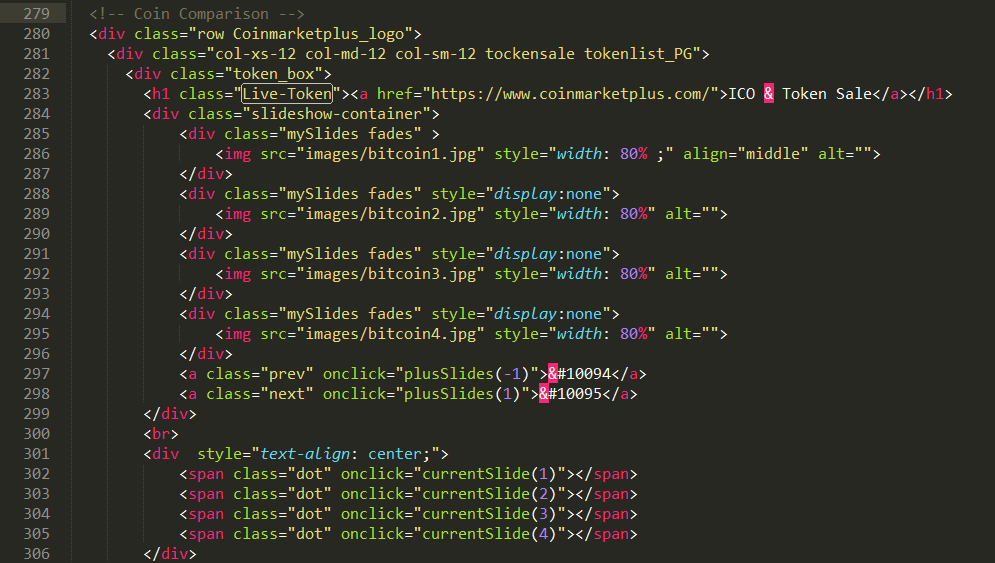 279 <!-- Coin Comparison -->
280 <div class="row Coinmarketplus_logo">
281 <div class="col-xs-12 col-md-12 col-sm-12 tockensale tokenlist_PG">
282 <div class="token_box">
283 <h1 class="Live-Token"><a href="https://www.coinmarketplus.com/">ICO & Token Sale</a></h1>
284 <div class="slideshow-container">
285 <div class="mySlides fades" >
286 <img src="images/bitcoin1.jpg" style="width: 80% ;" align="middle" alt="">
287 </div>
288 <div class="mySlides fades" style="display:none">
289 <img src="images/bitcoin2.jpg" style="width: 80%" alt="">
290 </div>
291 <div class="mySlides fades" style="display:none">
292 <img src="images/bitcoin3.jpg" style="width: 80%" alt="">
293 </div>
294 <div class="mySlides fades" style="display:none">
295 <img src="images/bitcoin4.jpg" style="width: 80%" alt="">
296 </div>
297 <a class="prev" onclick="plusSlides(-1)">&#10094</a>
298 <a class="next" onclick="plusSlides(1)">&#10095</a>
299 </div>
300 <br>
301 <div  style="text-align: center;">
302 <span class="dot" onclick="currentSlide(1)"></span>
303 <span class="dot" onclick="currentSlide(2)"></span>
304 <span class="dot" onclick="currentSlide(3)"></span>
305 <span class="dot" onclick="currentSlide(4)"></span>
306 </div>